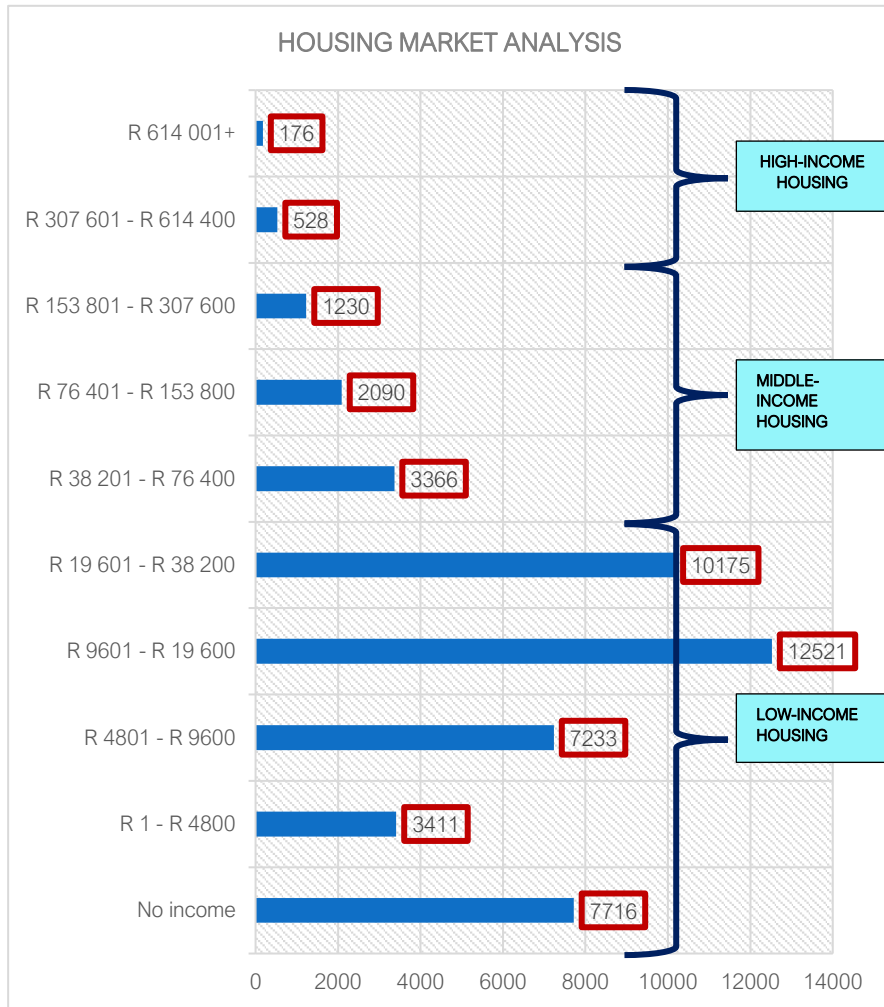 HOUSING MARKET ANALYSIS
R 614 001+
176
HIGH-INCOME
HOUSING
R 307 601 - R 614 400
528
R 153 801 - R 307 600
1230
R 76 401 - R 153 800
2090
MIDDLE-
INCOME
HOUSING
R 38 201 - R 76 400
3366
R 19 601 - R 38 200
10175
R 9601 - R 19 600
12521
R 4801 - R 9600
7233
LOW-INCOME
HOUSING
R 1 - R 4800
3411
No income
7716
0 2000 4000 6000 8000 10000 12000 14000